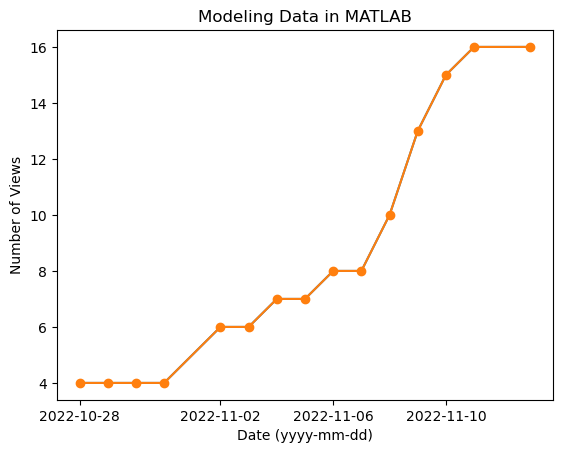 Modeling Data in MATLAB
16
14
12
10
8
6
4
Number of Views
2022-10-28 2022-11-02 2022-11-06 2022-11-10
Date (yyyy-mm-dd)